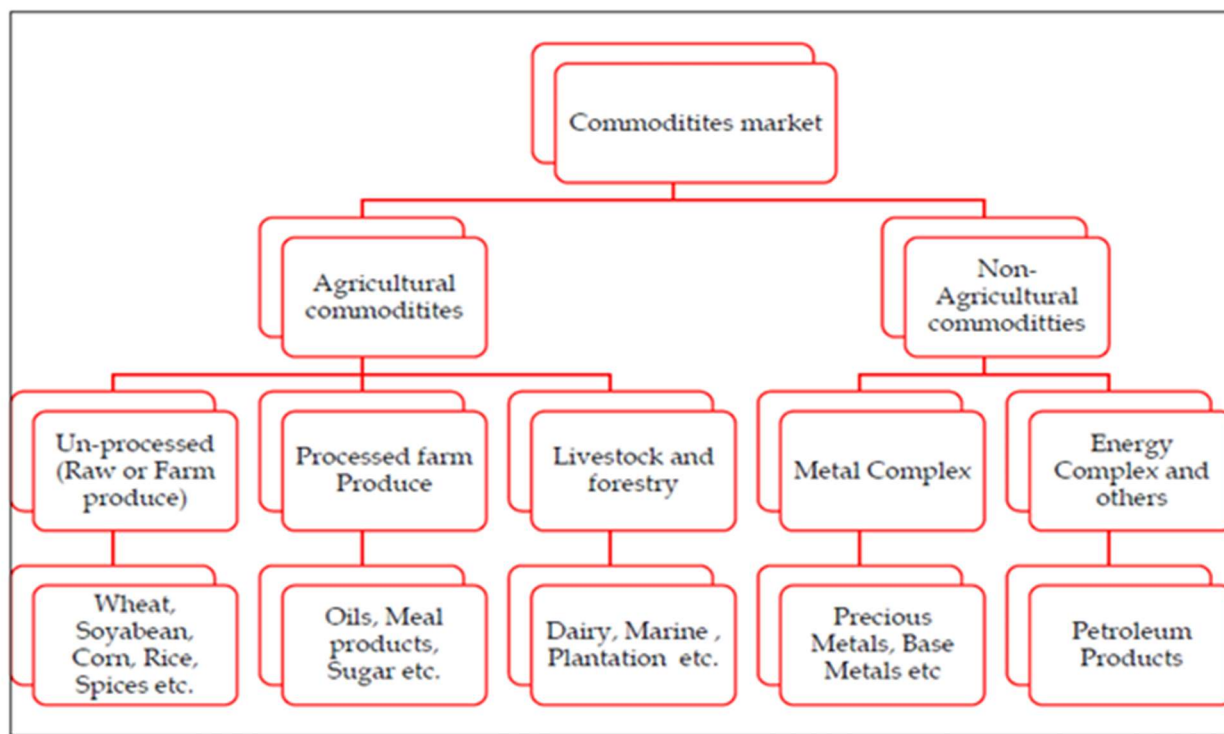 Commoditites market
Agricultural
commoditites
Non-
Agricultural
commoditties
Un-processed
(Raw or Farm
produce)
Processed farm
Produce
Livestock and
forestry
Metal Complex
Energy
Complex and
others
Wheat,
Soyabean,
Corn, Rice,
Spices etc.
Oils, Meal
products,
Sugar etc.
Dairy, Marine ,
Plantation etc.
Precious
Metals, Base
Metals etc
Petroleum
Products